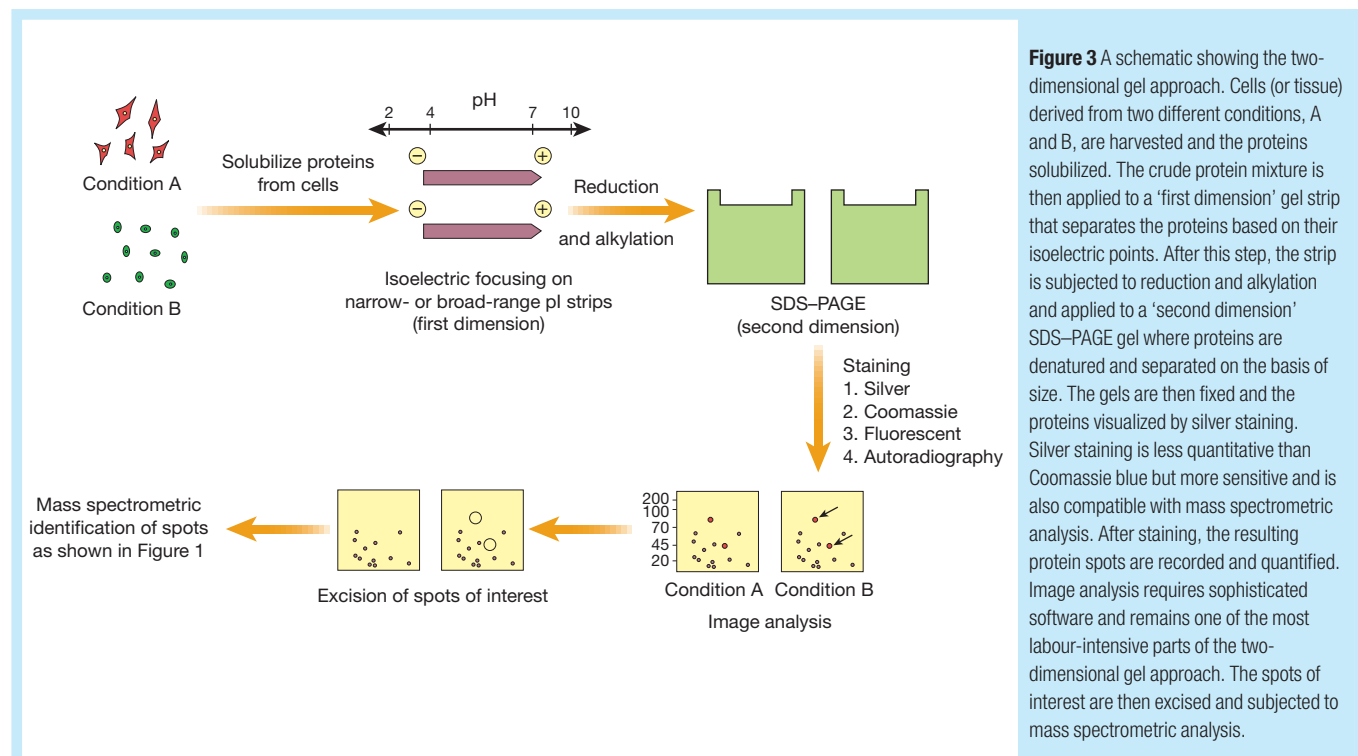 pH
2 4 7 10
− +
− +
Condition A
Condition B
Solubilize proteins
from cells
Isoelectric focusing on
narrow- or broad-range pI strips
(first dimension)
Reduction
and alkylation
SDS–PAGE
(second dimension)
Staining
1. Silver
2. Coomassie
3. Fluorescent
4. Autoradiography
200
100
70
45
20
Condition A Condition B
Image analysis
Excision of spots of interest
Mass spectrometric
identification of spots
as shown in Figure 1
Figure 3 A schematic showing the two-
dimensional gel approach. Cells (or tissue)
derived from two different conditions, A
and B, are harvested and the proteins
solubilized. The crude protein mixture is
then applied to a ‘first dimension’ gel strip
that separates the proteins based on their
isoelectric points. After this step, the strip
is subjected to reduction and alkylation
and applied to a ‘second dimension’
SDS–PAGE gel where proteins are
denatured and separated on the basis of
size. The gels are then fixed and the
proteins visualized by silver staining.
Silver staining is less quantitative than
Coomassie blue but more sensitive and is
also compatible with mass spectrometric
analysis. After staining, the resulting
protein spots are recorded and quantified.
Image analysis requires sophisticated
software and remains one of the most
labour-intensive parts of the two-
dimensional gel approach. The spots of
interest are then excised and subjected to
mass spectrometric analysis.